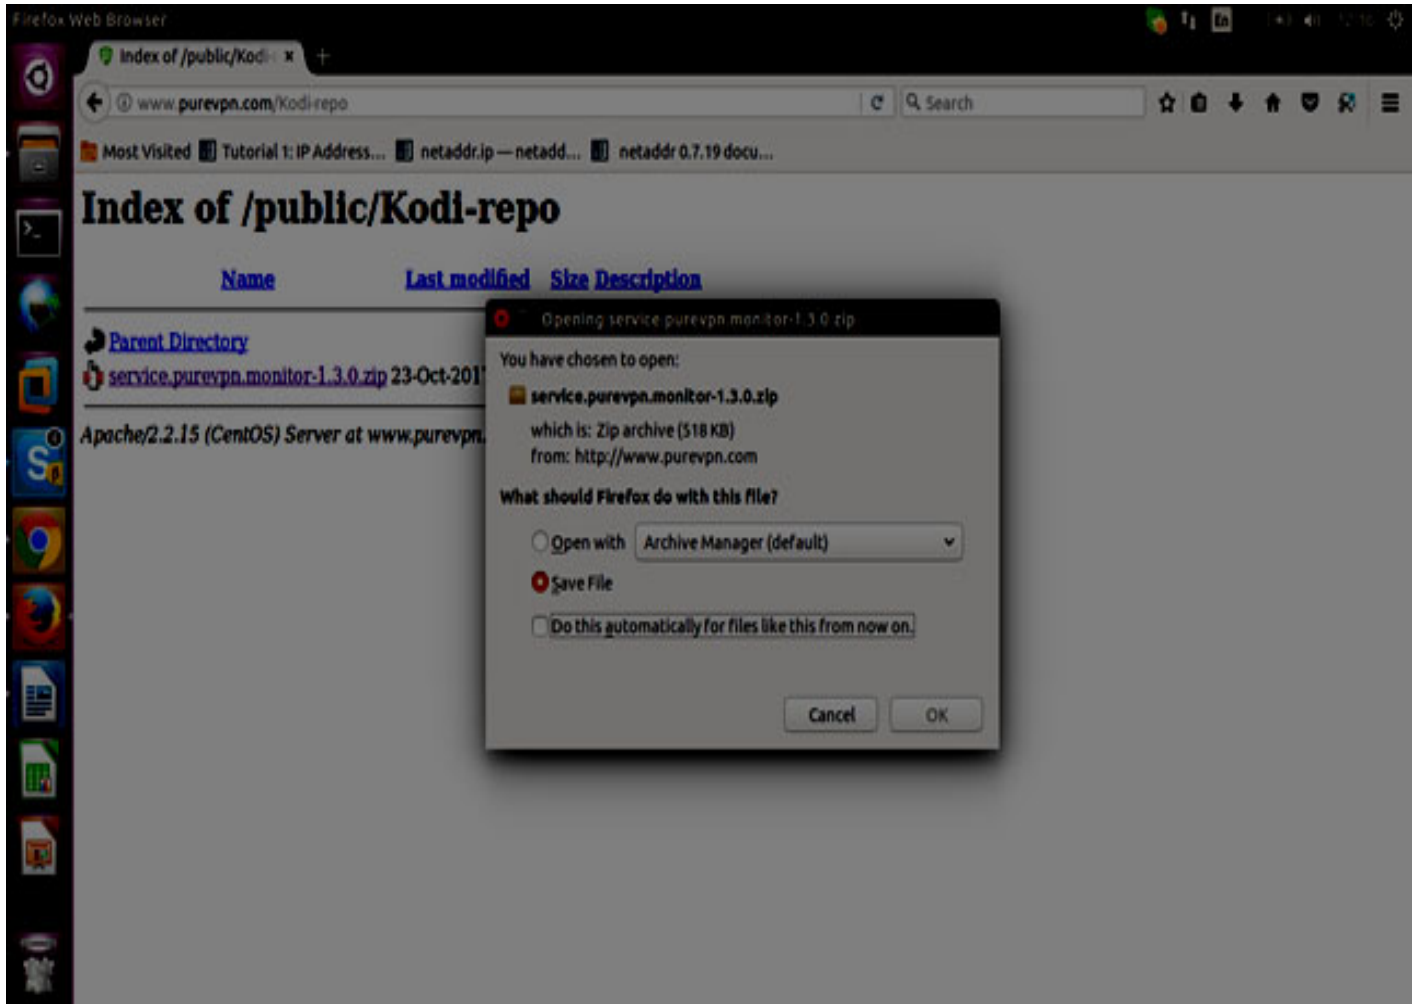 Firefox Web Browser
En
Index of /public/Kodi-
www.purevpn.com/Kodi-repo
Search
Most Visited Tutorial 1: IP Address... netaddr.ip — netadd... netaddr 0.7.19 docu...
Index of /public/Kodi-repo
Name Last modified Size Description
Parent Directory
service.purevpn.monitor-1.3.0.zip 23-Oct-2017
Apache/2.2.15 (CentOS) Server at www.purevpn.
Opening service.purevpn.monitor-1.3.0.zip
You have chosen to open:
service.purevpn.monitor-1.3.0.zip
which is: Zip archive (518 KB)
from: http://www.purevpn.com
What should Firefox do with this file?
Open with Archive Manager (default)
Save File
Do this automatically for files like this from now on.
Cancel OK